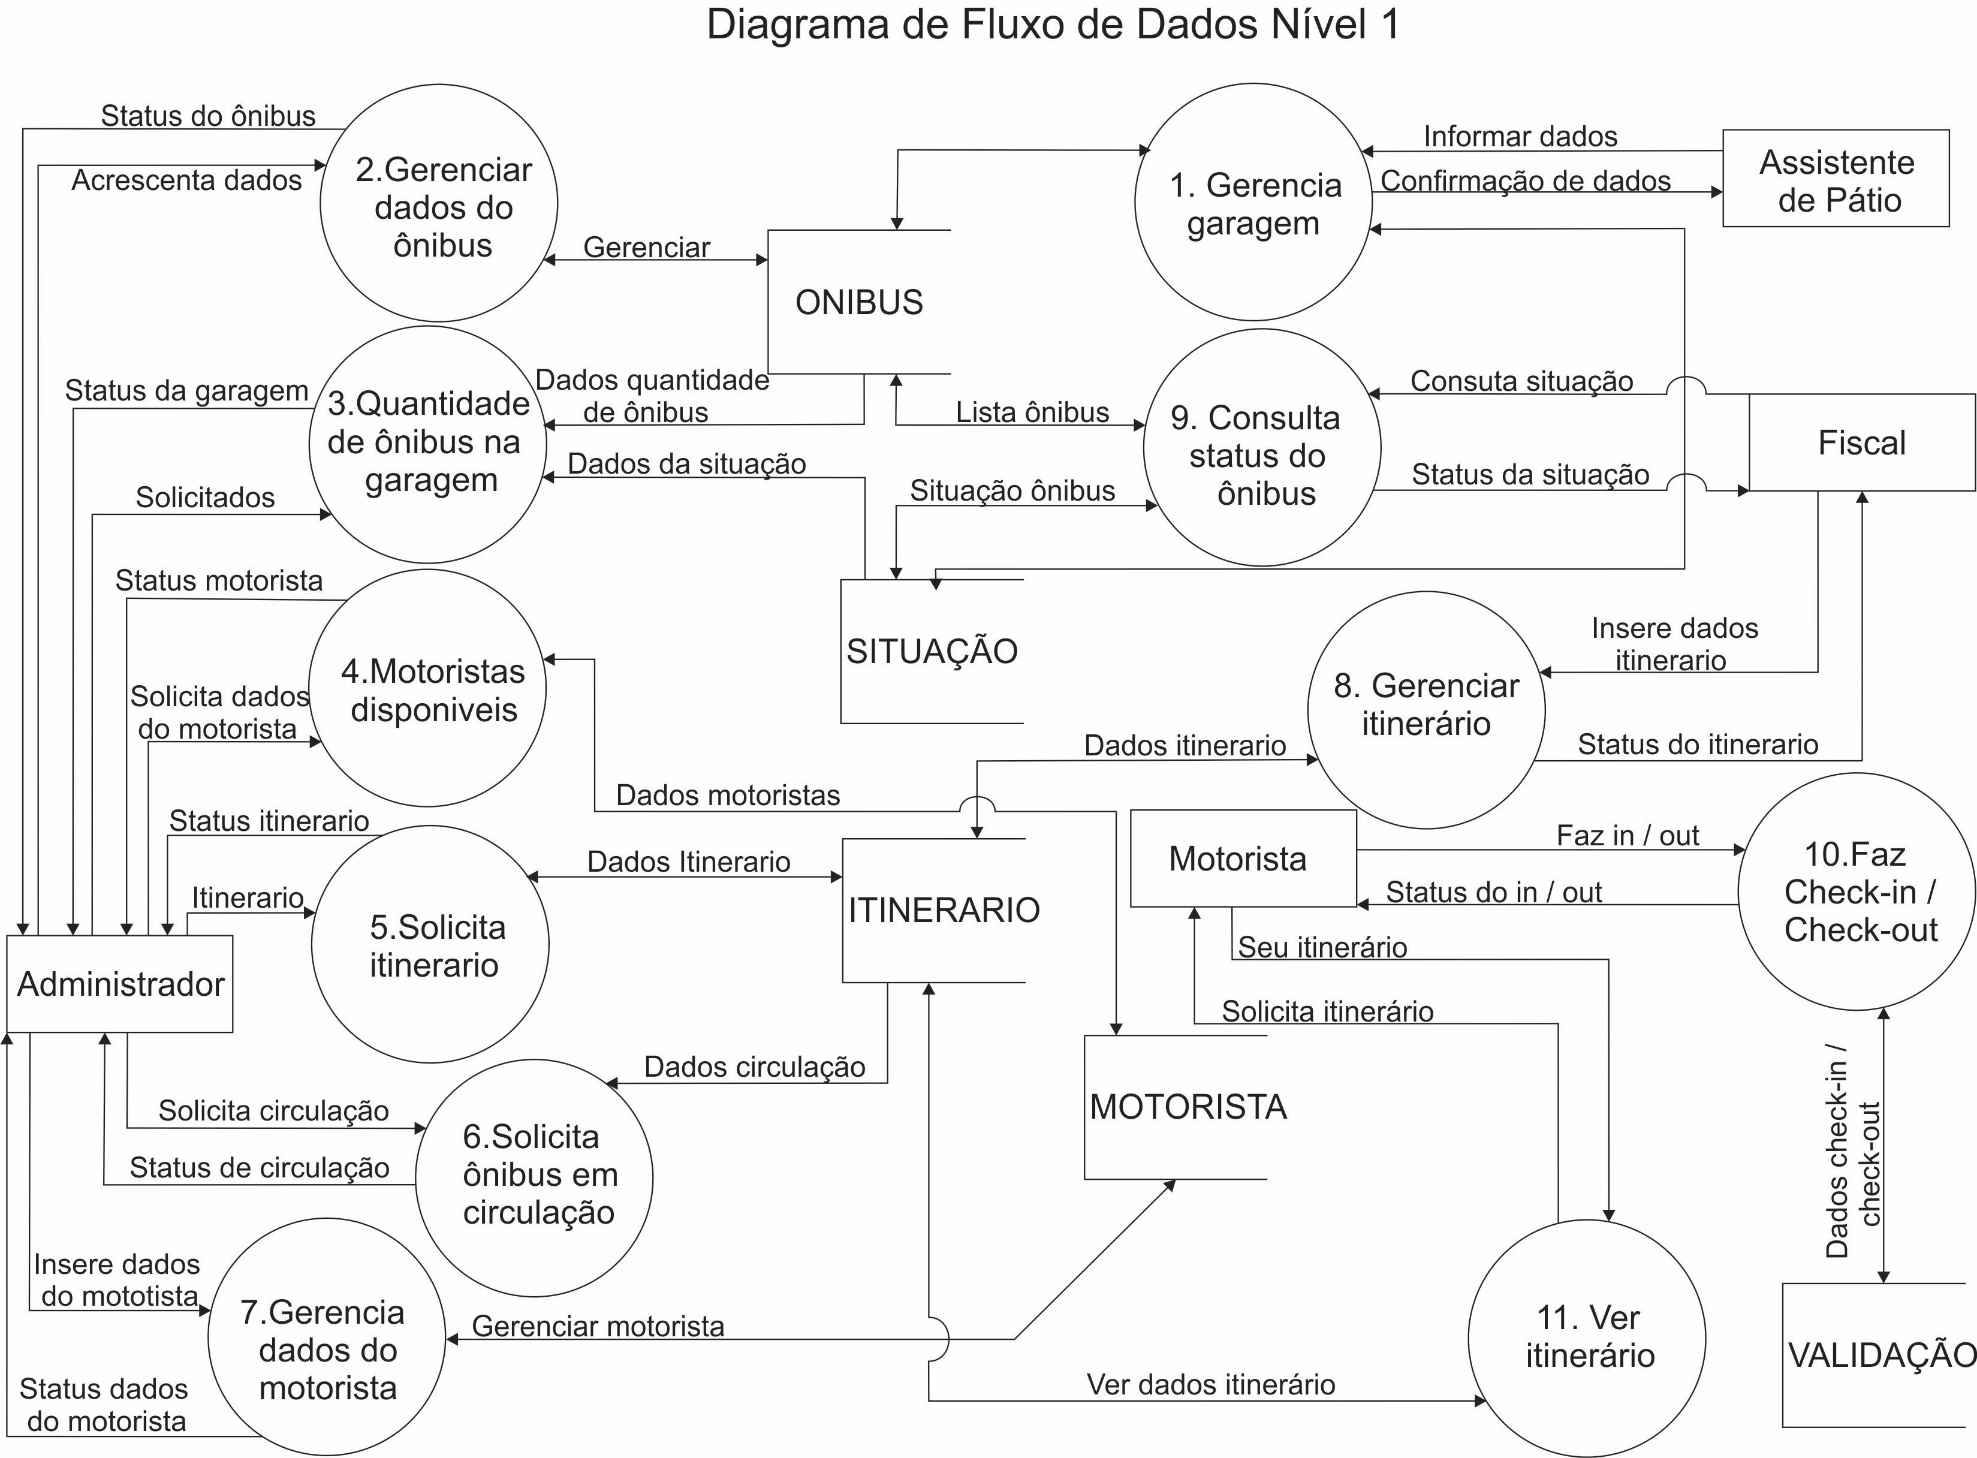 Diagrama de Fluxo de Dados Nível 1
Status do ônibus
Acrescenta dados
2.Gerenciar
dados do
ônibus
Gerenciar
ONIBUS
1. Gerencia
garagem
Informar dados
Confirmação de dados
Assistente
de Pátio
Status da garagem
Solicitados
3.Quantidade
de ônibus na
garagem
Dados quantidade
de ônibus
Dados da situação
Lista ônibus
Situação ônibus
9. Consulta
status do
ônibus
Consuta situação
Status da situação
Fiscal
Status motorista
Solicita dados
do motorista
4.Motoristas
disponiveis
SITUAÇÃO
Insere dados
itinerario
8. Gerenciar
itinerário
Status do itinerario
Dados itinerario
Dados motoristas
Status itinerario
Itinerario
5.Solicita
itinerario
Dados Itinerario
ITINERARIO
Motorista
Faz in / out
Status do in / out
10.Faz
Check-in /
Check-out
Seu itinerário
Solicita itinerário
Administrador
Dados circulação
Solicita circulação
Status de circulação
6.Solicita
ônibus em
circulação
MOTORISTA
Dados check-in /
check-out
Insere dados
do mototista
7.Gerencia
dados do
motorista
Gerenciar motorista
Status dados
do motorista
Ver dados itinerário
11. Ver
itinerário
VALIDAÇÃO